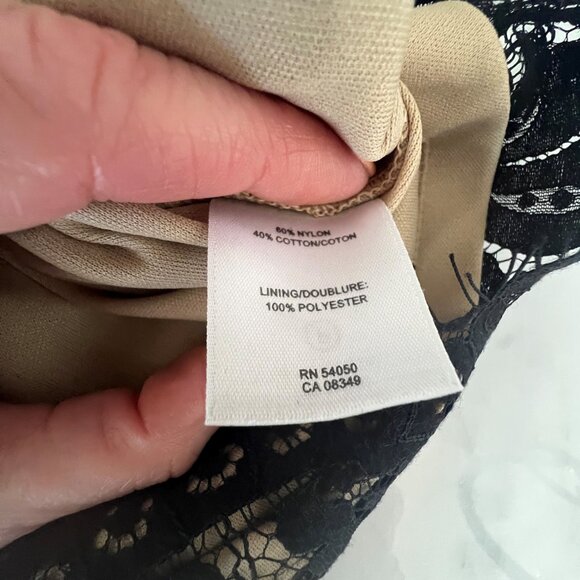 60% NYLON
40% COTTON/COTON
LINING/DOUBLURE:
100% POLYESTER
RN 54050
CA 08349